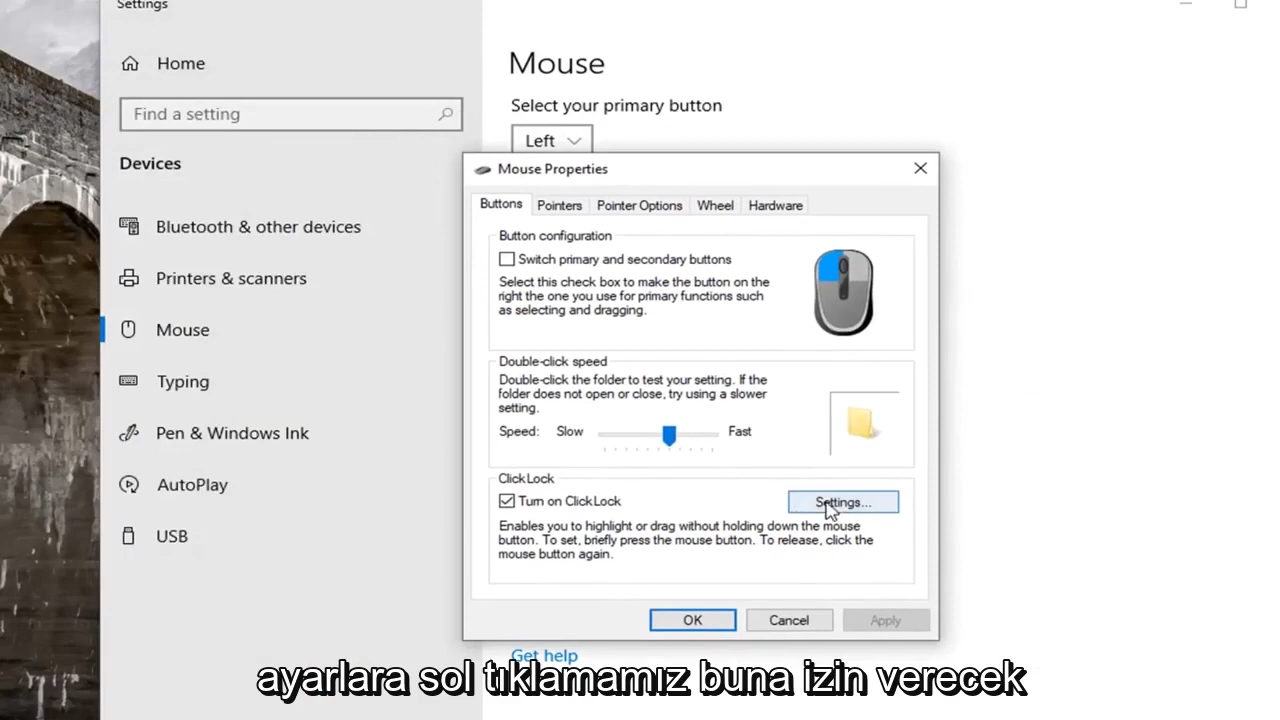 Settings
Home
Find a setting
Devices
Bluetooth & other devices
Printers & scanners
Mouse
Typing
Pen & Windows Ink
AutoPlay
USB
Mouse
Select your primary button
Left
Mouse Properties
Buttons
Pointers
Pointer Options
Wheel
Hardware
Button configuration
Switch primary and secondary buttons
Select this check box to make the button on the
right the one you use for primary functions such
as selecting and dragging.
Double-click speed
Double-click the folder to test your setting. If the
folder does not open or close, try using a slower
setting.
Speed: Slow Fast
ClickLock
Turn on ClickLock
Settings...
Enables you to highlight or drag without holding down the mouse
button. To set, briefly press the mouse button. To release, click the
mouse button again.
OK
Cancel
Apply
Get help
ayarlara sol tıklamamız buna izin verecek